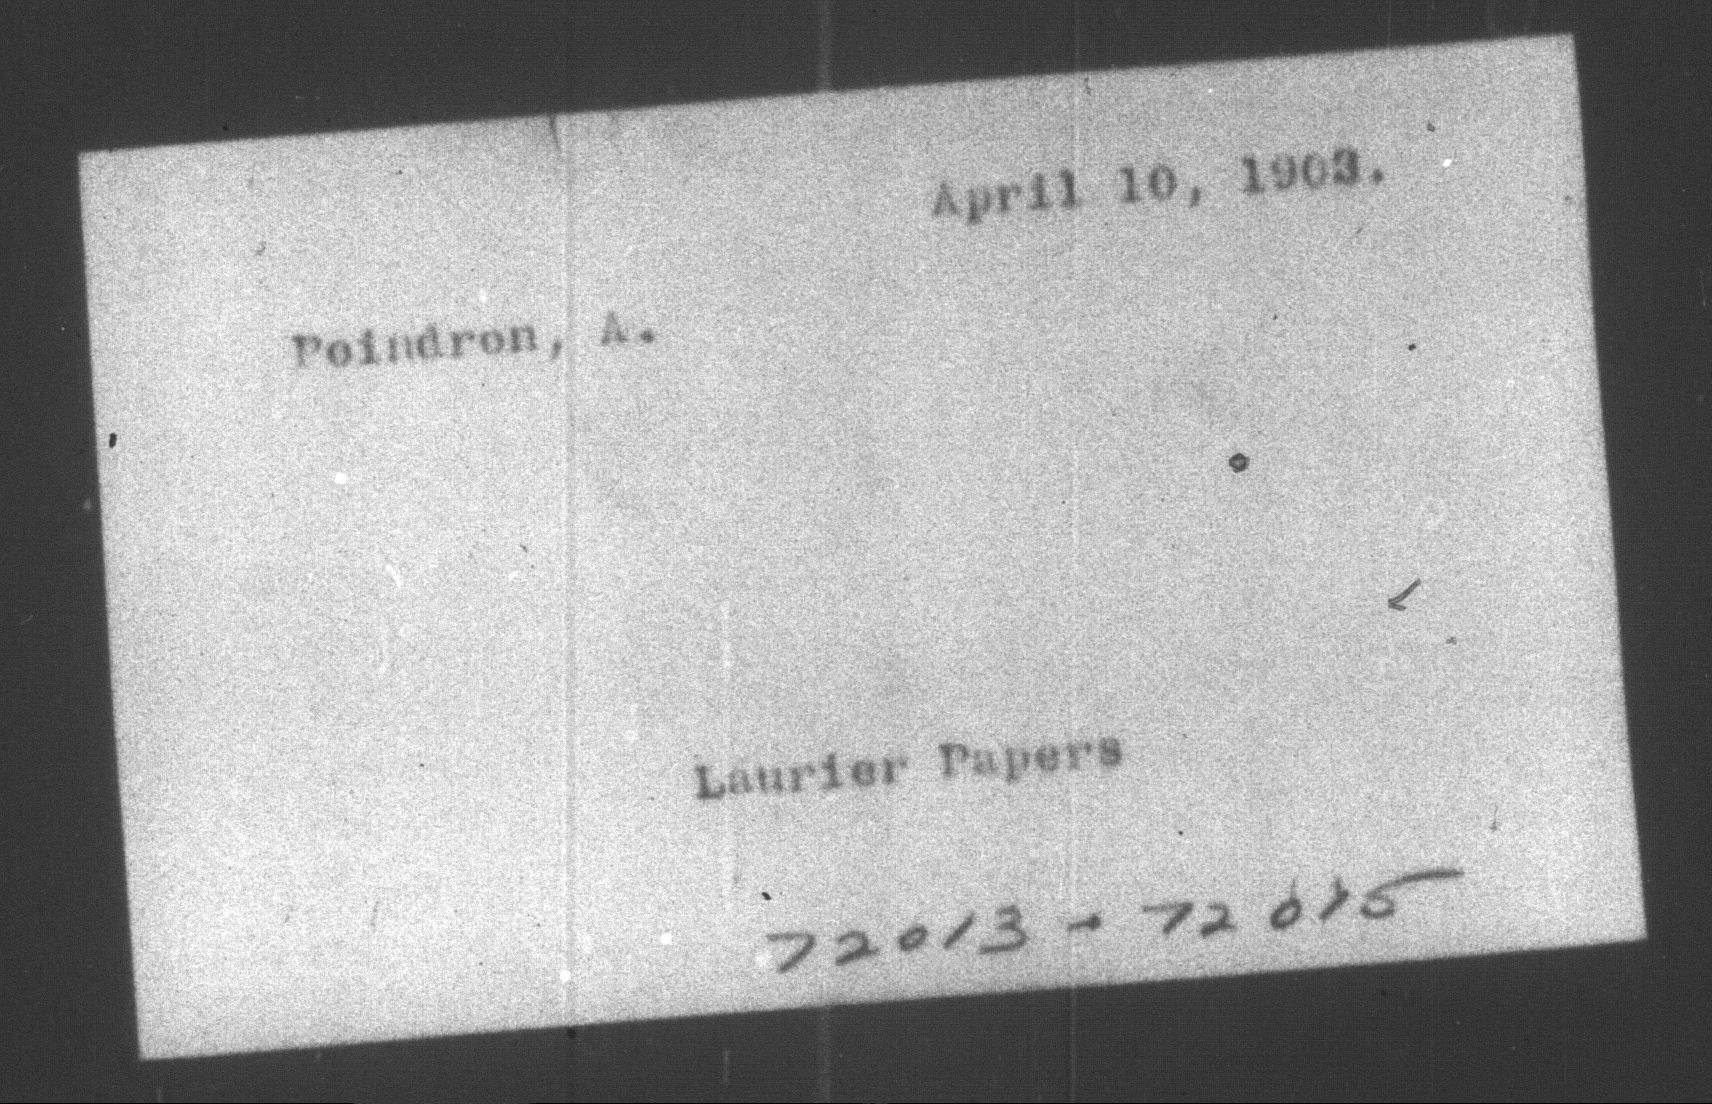 April 10, 1903.
Poindron, A.
Laurier Papers
72013 - 72015